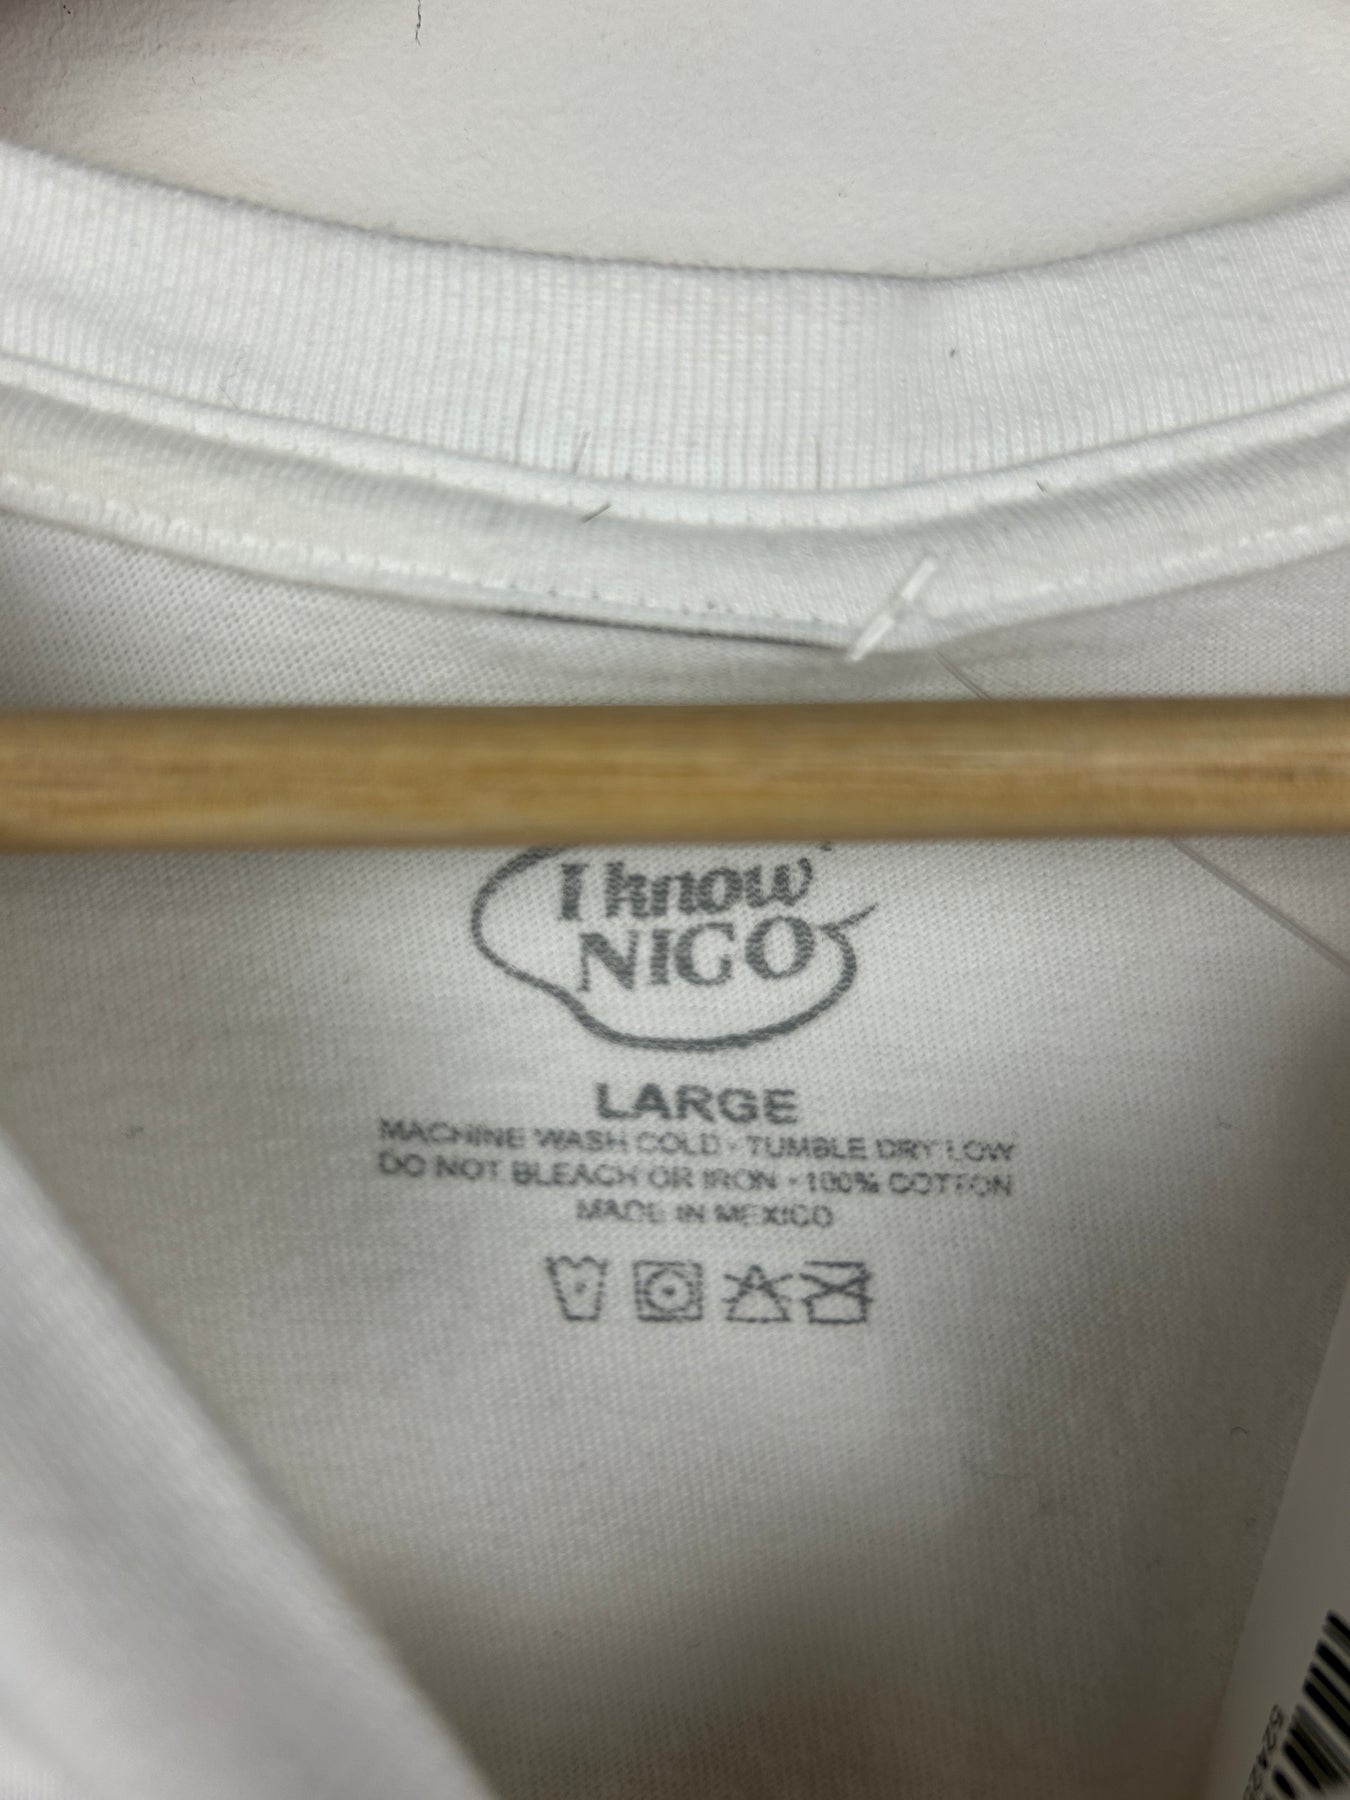 I know
NIGO
LARGE
MACHINE WASH COLD - TUMBLE DRY LOW
DO NOT BLEACH OR IRON - 100% COTTON
MADE IN MEXICO